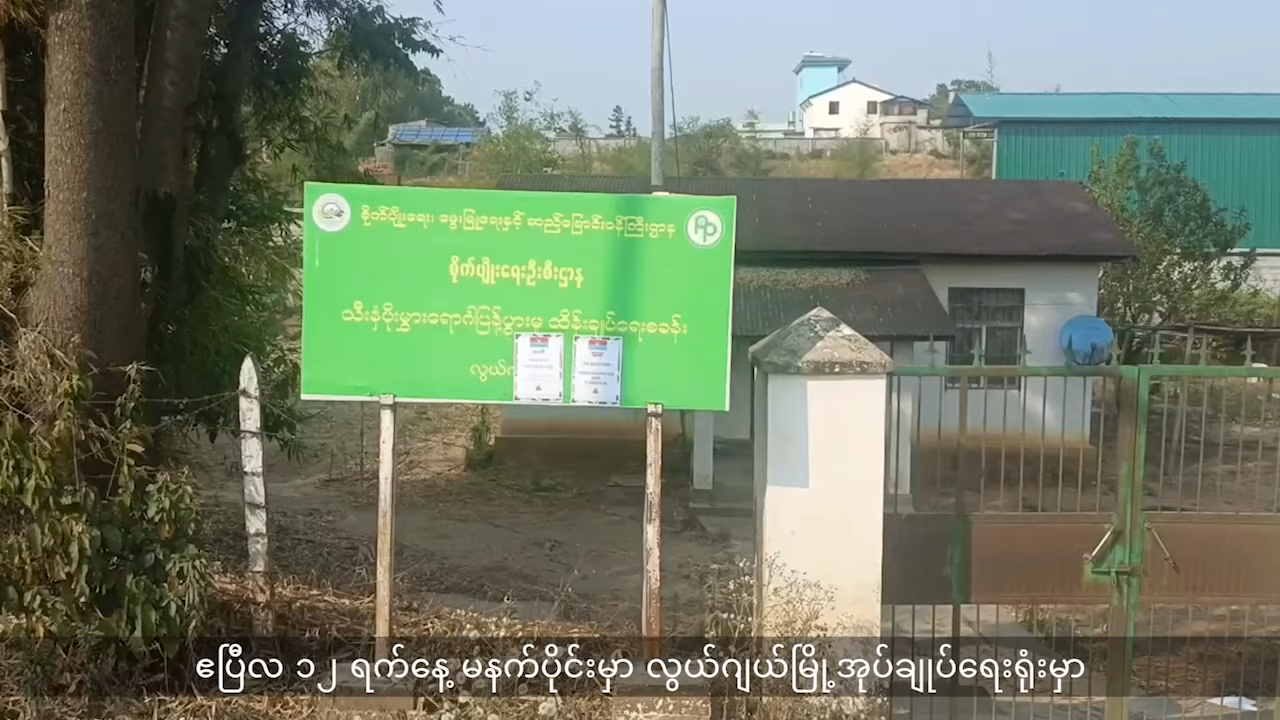 စိုက်ပျိုးရေး၊ မွေးမြူရေးနှင့် ဆည်မြောင်းဝန်ကြီးဌာန
PP
စိုက်ပျိုးရေးဦးစီးဌာန
သီးနှံပိုးမွှားရောဂါပြန့်ပွားမှု ထိန်းချုပ်ရေးစခန်း
ဧပြီလ ၁၂ ရက်နေ့ မနက်ပိုင်းမှာ လွယ်ဂျယ်မြို့အုပ်ချုပ်ရေးရုံးမှာ